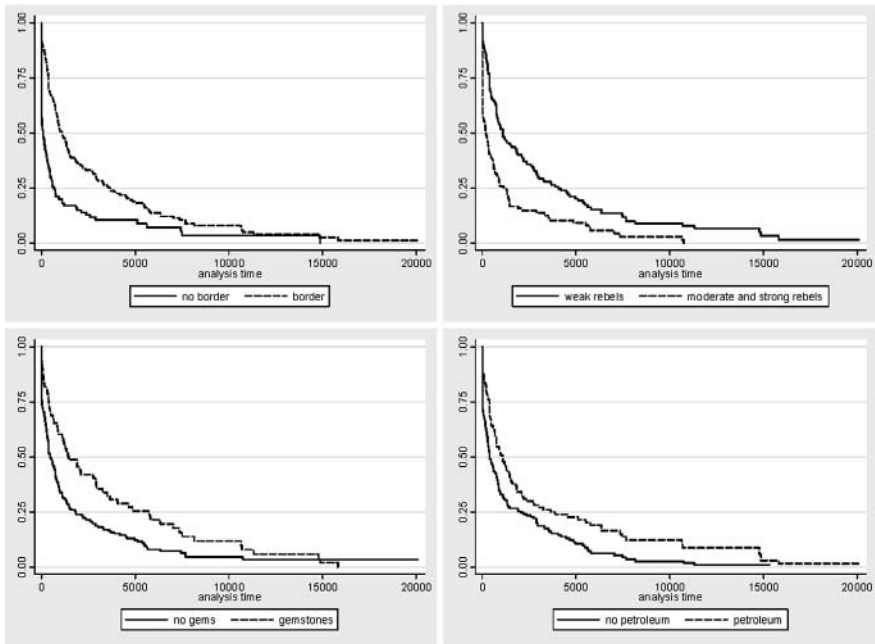 1.00
0.75
0.50
0.25
0.00
0 5000 10000 15000 20000
analysis time
no border border
1.00
0.75
0.50
0.25
0.00
0 5000 10000 15000 20000
analysis time
weak rebels moderate and strong rebels
1.00
0.75
0.50
0.25
0.00
0 5000 10000 15000 20000
analysis time
no gems gemstones
1.00
0.75
0.50
0.25
0.00
0 5000 10000 15000 20000
analysis time
no petroleum petroleum